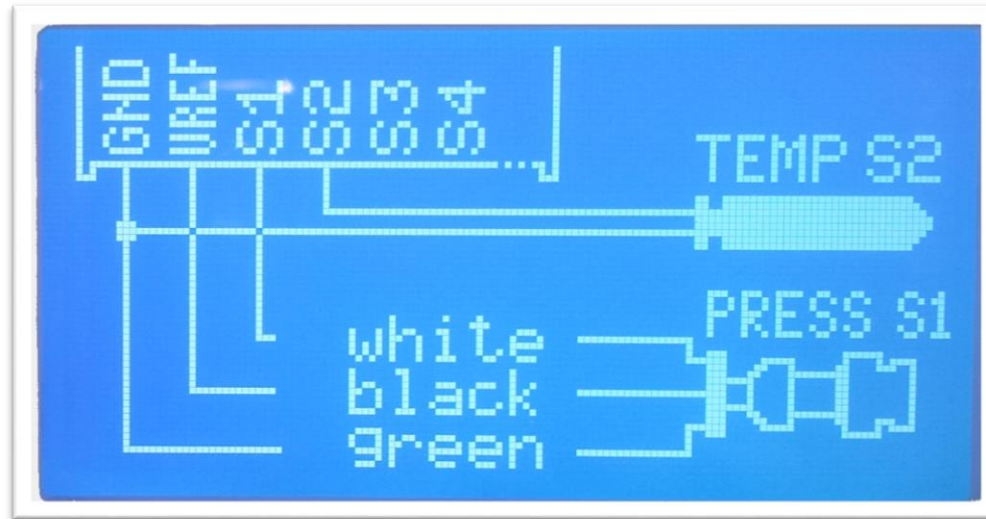 GND VREF S1 S2 S3 S4
TEMP S2
PRESS S1
white
black
green